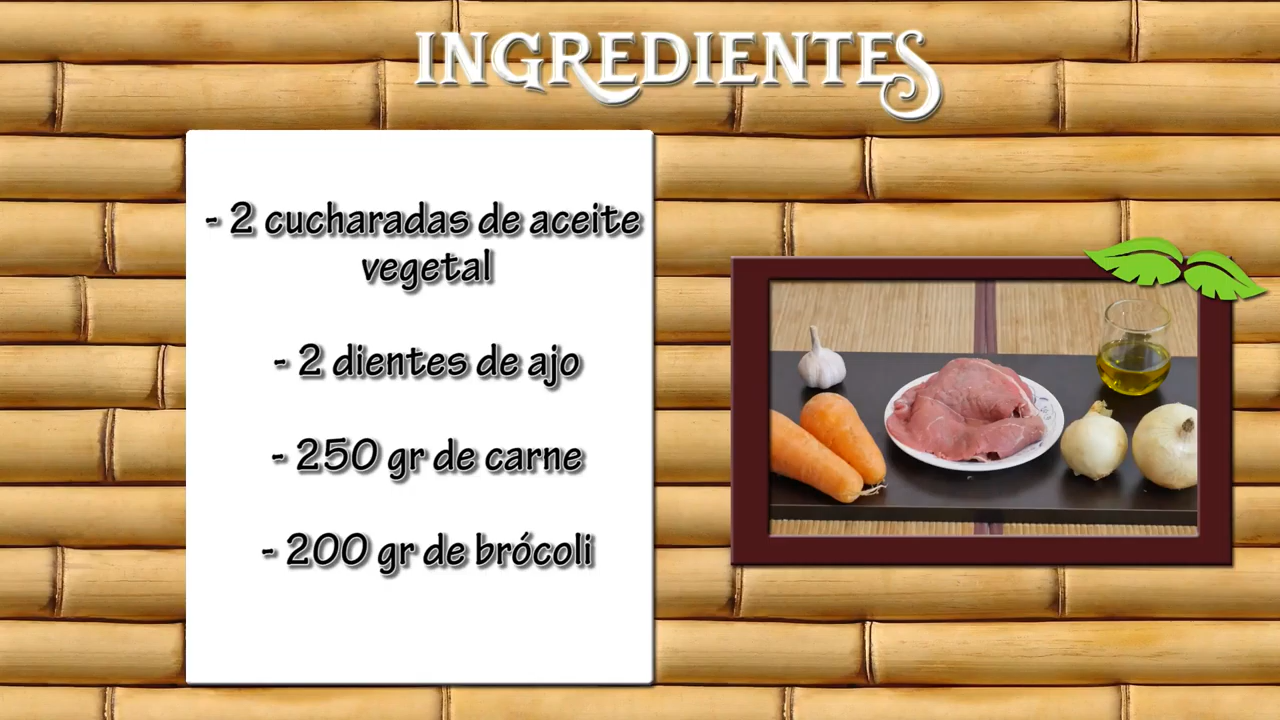 INGREDIENTES
- 2 cucharadas de aceite
vegetal
- 2 dientes de ajo
- 250 gr de carne
- 200 gr de brócoli